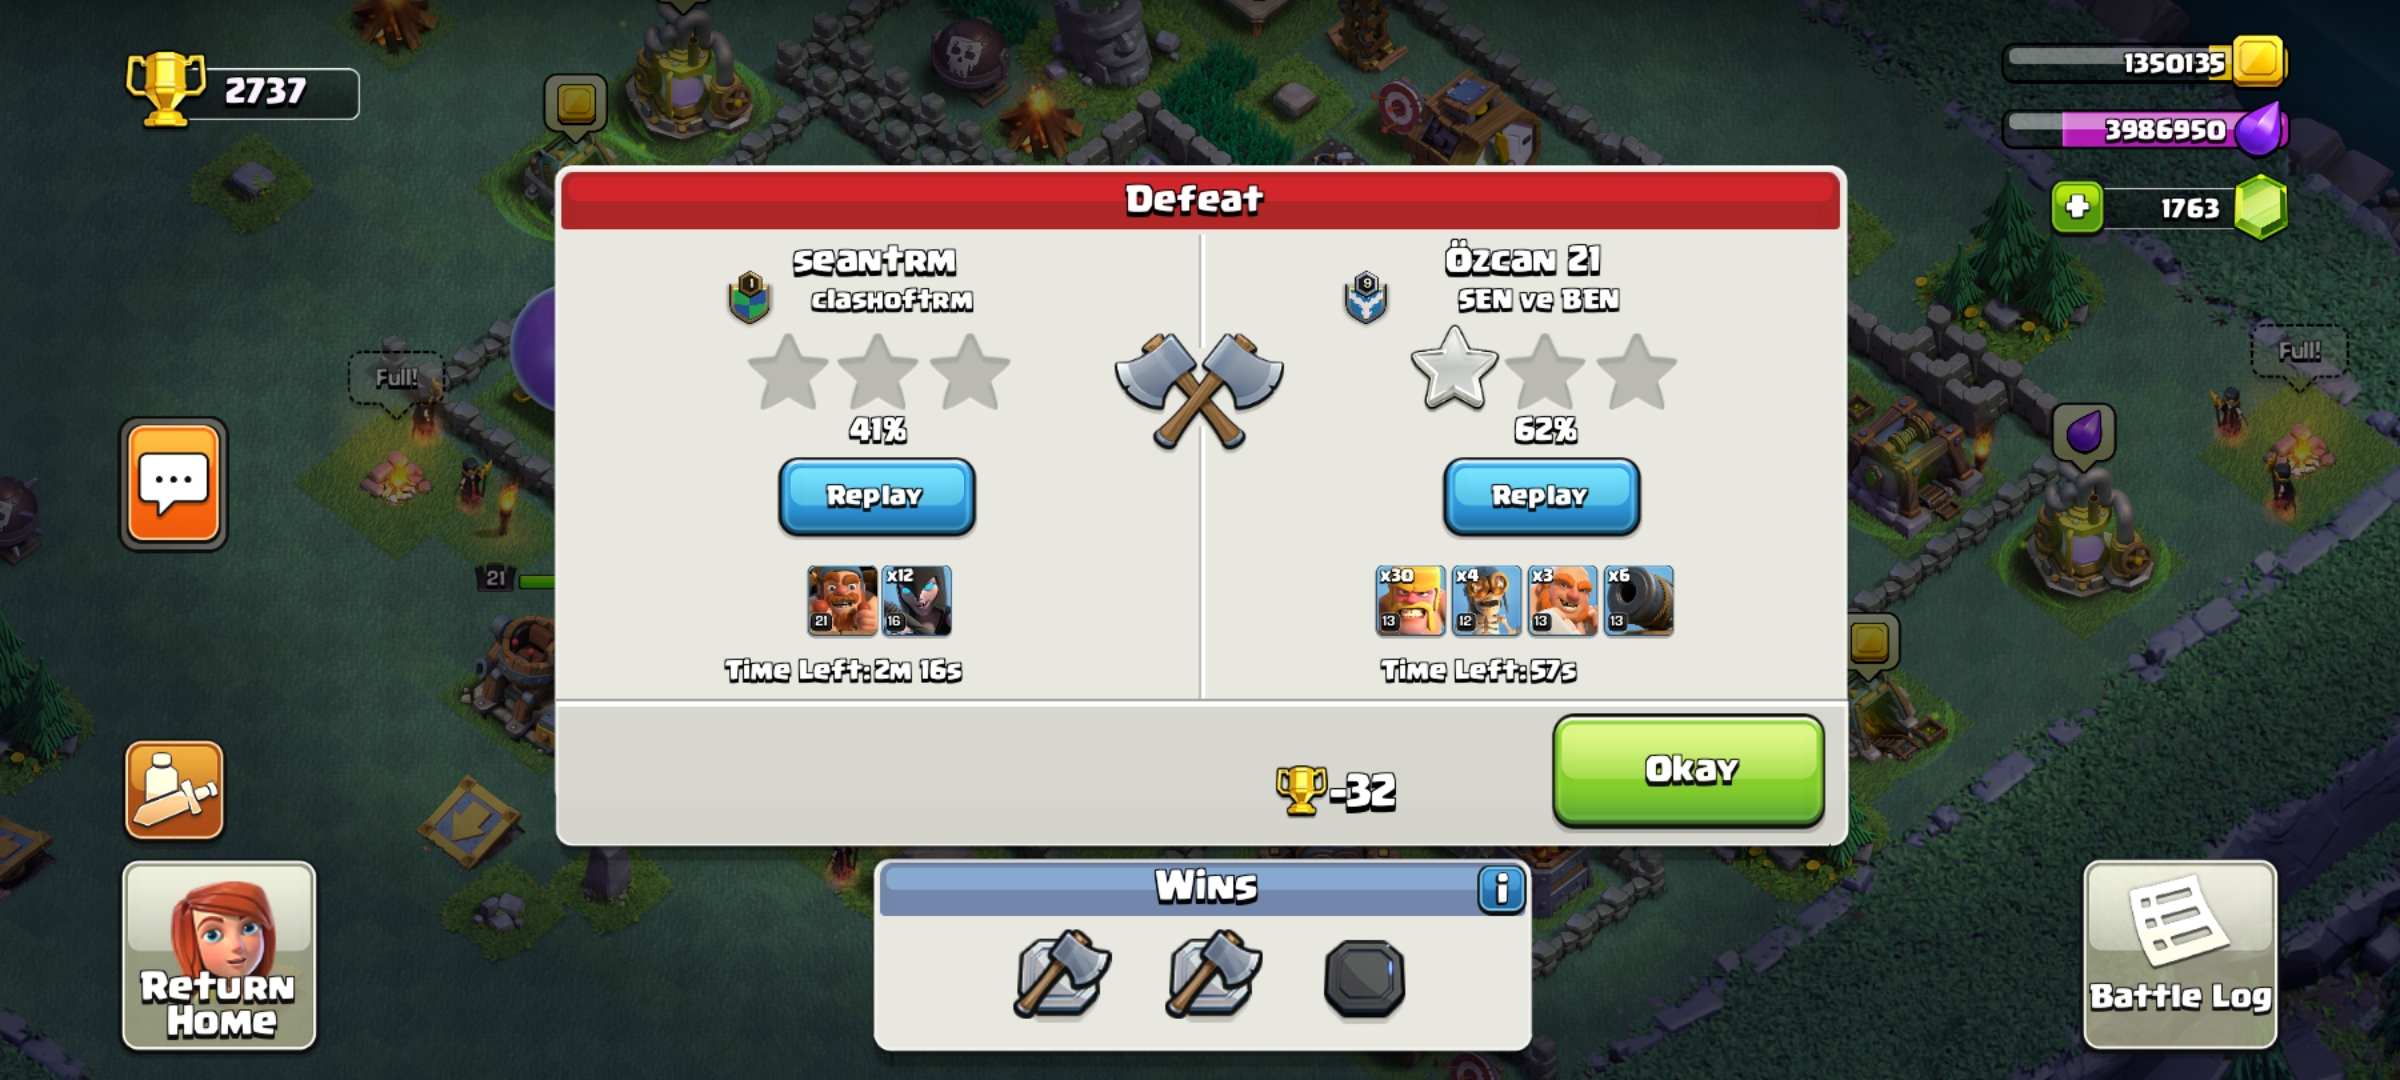 2737
1350135
3986950
1763
Defeat
seantRM
clashoftRM
1
41%
Replay
21
x12
16
Time Left: 2m 16s
Özcan 21
SEN ve BEN
9
62%
Replay
x30
13
x4
12
x3
13
x6
13
Time Left: 57s
-32
Okay
Full!
Full!
21
Wins
i
Return
Home
Battle Log